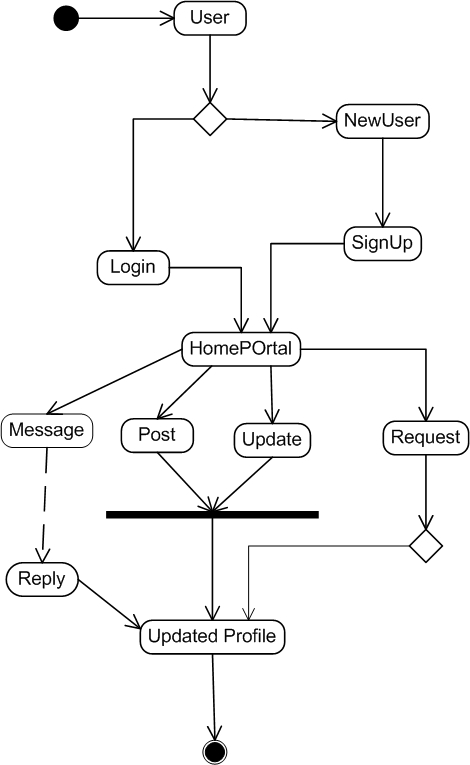 User
NewUser
SignUp
Login
HomePOrtal
Message
Post
Update
Request
Reply
Updated Profile